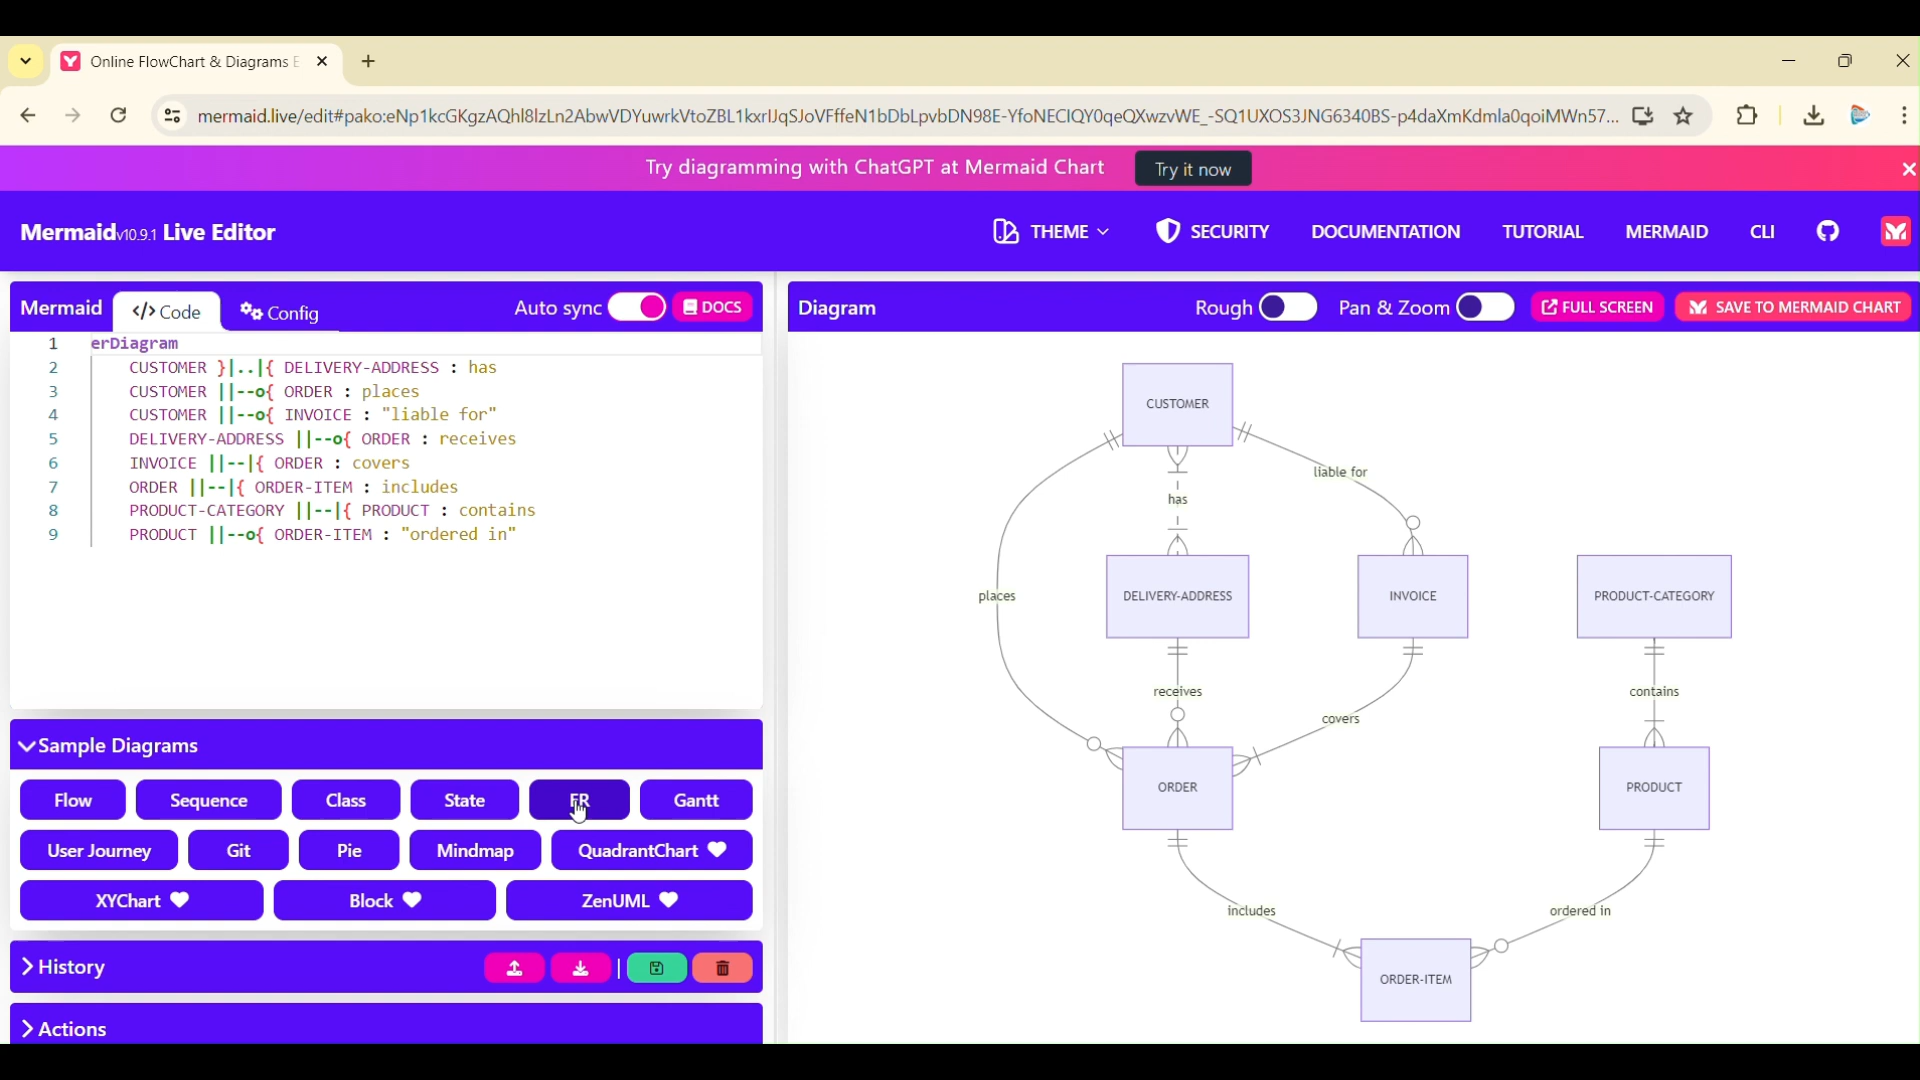 Online FlowChart & Diagrams E
mermaid.live/edit#pako:eNp1kcGKgzAQhl8lzLn2AbwVDYuwrkVtoZBL1kxrlJqSJoVFffeN1bDbLpvbDN98E-YfoNECIQY0qeQXwzvWE_-SQ1UXOS3JNG6340BS-p4daXmKdmla0qoiMWn57...
Try diagramming with ChatGPT at Mermaid Chart
Try it now
Mermaid v10.9.1 Live Editor
THEME
SECURITY
DOCUMENTATION
TUTORIAL
MERMAID
CLI
Mermaid
</> Code
Config
Auto sync
DOCS
1 erDiagram
2 CUSTOMER }|..|{ DELIVERY-ADDRESS : has
3 CUSTOMER ||--o{ ORDER : places
4 CUSTOMER ||--o{ INVOICE : "liable for"
5 DELIVERY-ADDRESS ||--o{ ORDER : receives
6 INVOICE ||--|{ ORDER : covers
7 ORDER ||--|{ ORDER-ITEM : includes
8 PRODUCT-CATEGORY ||--|{ PRODUCT : contains
9 PRODUCT ||--o{ ORDER-ITEM : "ordered in"
Sample Diagrams
Flow
Sequence
Class
State
ER
Gantt
User Journey
Git
Pie
Mindmap
QuadrantChart
XYChart
Block
ZenUML
History
Actions
Diagram
Rough
Pan & Zoom
FULL SCREEN
SAVE TO MERMAID CHART
CUSTOMER
liable for
has
places
DELIVERY-ADDRESS
INVOICE
PRODUCT-CATEGORY
receives
contains
covers
ORDER
PRODUCT
includes
ordered in
ORDER-ITEM